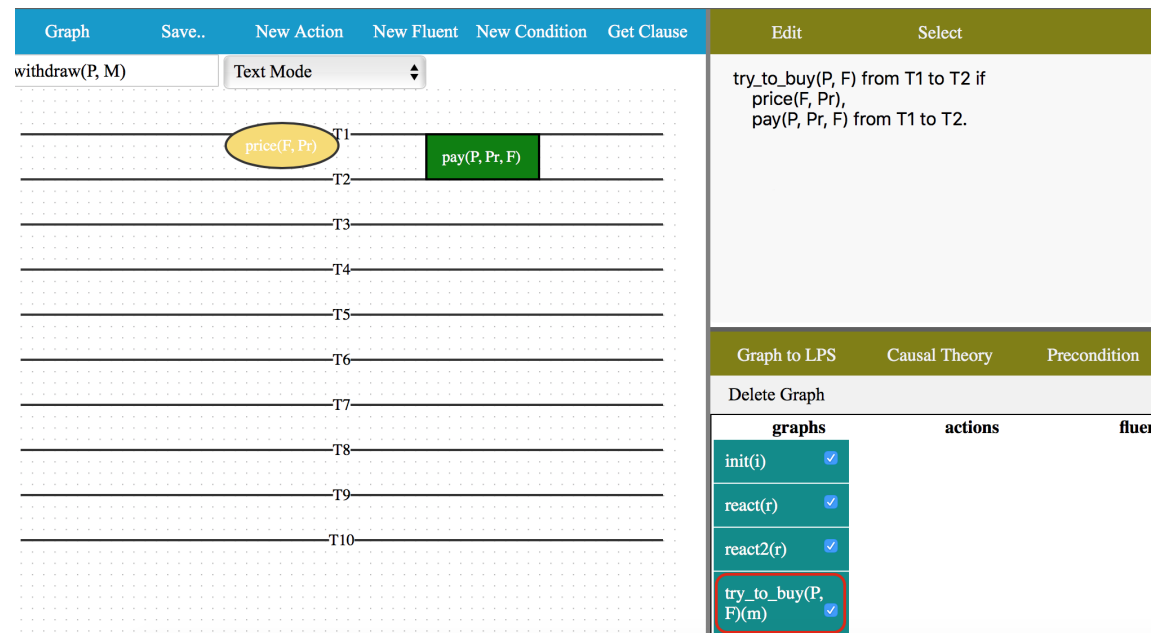 Graph Save.. New Action New Fluent New Condition Get Clause
withdraw(P, M) Text Mode
T1
price(F, Pr)
pay(P, Pr, F)
T2
T3
T4
T5
T6
T7
T8
T9
T10
Edit Select
try_to_buy(P, F) from T1 to T2 if
price(F, Pr),
pay(P, Pr, F) from T1 to T2.
Graph to LPS Causal Theory Precondition
Delete Graph
graphs actions fluer
init(i)
react(r)
react2(r)
try_to_buy(P,
F)(m)